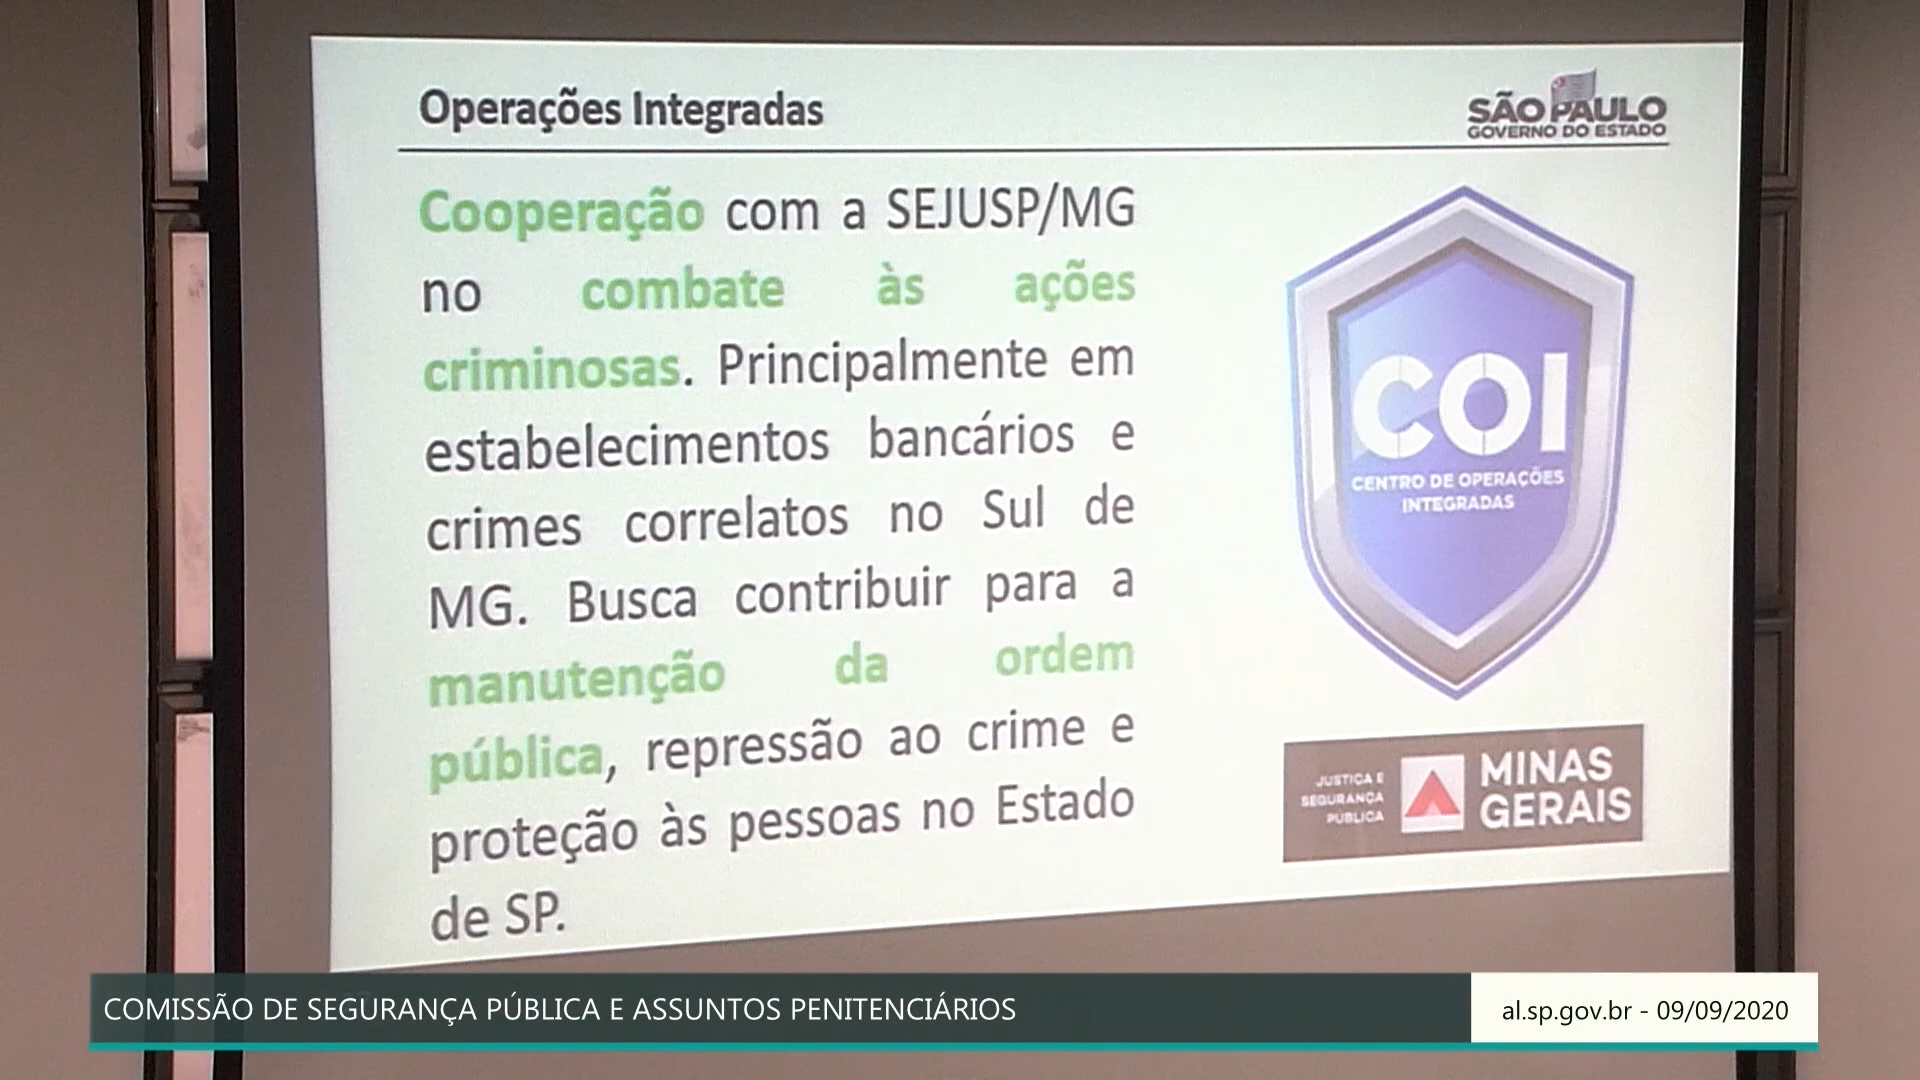 Operações Integradas
SÃO PAULO
GOVERNO DO ESTADO
Cooperação com a SEJUSP/MG
no combate às ações
criminosas. Principalmente em
estabelecimentos bancários e
crimes correlatos no Sul de
MG. Busca contribuir para a
manutenção da ordem
pública, repressão ao crime e
proteção às pessoas no Estado
de SP.
COI
CENTRO DE OPERAÇÕES
INTEGRADAS
JUSTIÇA E
SEGURANÇA
PÚBLICA
MINAS
GERAIS
COMISSÃO DE SEGURANÇA PÚBLICA E ASSUNTOS PENITENCIÁRIOS
al.sp.gov.br - 09/09/2020